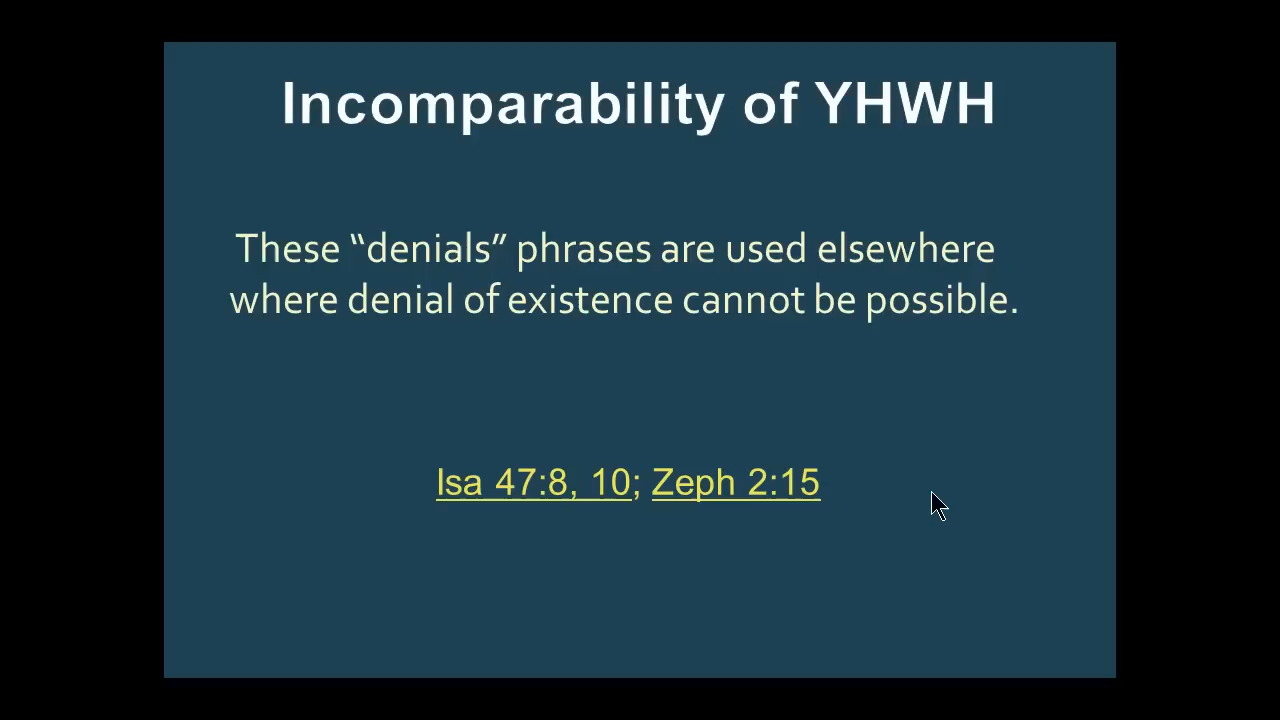 Incomparability of YHWH
These “denials” phrases are used elsewhere
where denial of existence cannot be possible.
Isa 47:8, 10; Zeph 2:15